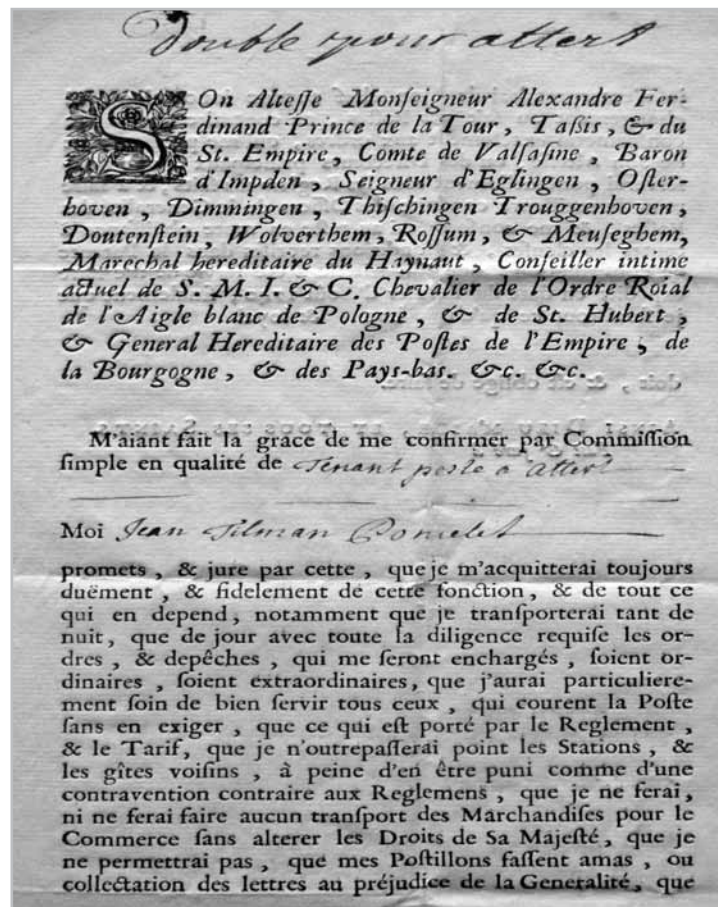 Double pour attert
SOn Alteſſe Monſeigneur Alexandre Fer-
dinand Prince de la Tour, Taßis, & du
St. Empire, Comte de Valſaſine, Baron
d'Impden, Seigneur d'Eglingen, Oſter-
hoven, Dimmingen, Thiſchingen Trouggenhoven,
Doutenſtein, Wolverthem, Roſſum, & Meuſeghem,
Marechal hereditaire du Haynaut, Conſeiller intime
actuel de S. M. I. & C. Chevalier de l'Ordre Roial
de l'Aigle blanc de Pologne, & de St. Hubert,
& General Hereditaire des Poſtes de l'Empire, de
la Bourgogne, & des Pays-bas. &c. &c.
M'aiant fait la grace de me confirmer par Commiſſion
ſimple en qualité de Tenant poste a attert
Moi Jean Tilman
promets, & jure par cette, que je m'acquitterai toujours
duëment, & fidelement de cette fonction, & de tout ce
qui en depend, notamment que je tranſporterai tant de
nuit, que de jour avec toute la diligence requiſe les or-
dres, & depêches, qui me ſeront enchargés, ſoient or-
dinaires, ſoient extraordinaires, que j'aurai particuliere-
ment ſoin de bien ſervir tous ceux, qui courent la Poſte
ſans en exiger, que ce qui eſt porté par le Reglement,
& le Tarif, que je n'outrepaſſerai point les Stations, &
les gîtes voiſins, à peine d'en être puni comme d'une
contravention contraire aux Reglemens, que je ne ferai,
ni ne ferai faire aucun tranſport des Marchandiſes pour le
Commerce ſans alterer les Droits de Sa Majeſté, que je
ne permettrai pas, que mes Poſtillons faſſent amas, ou
collectation des lettres au préjudice de la Generalité, que